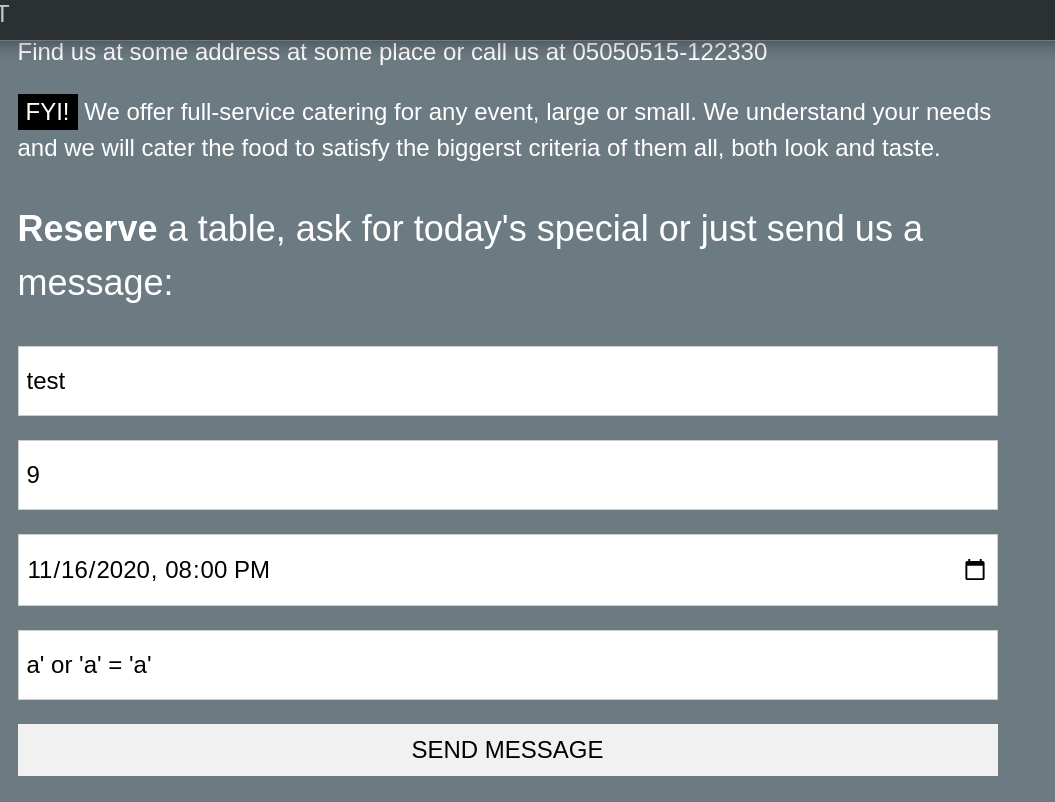 T
Find us at some address at some place or call us at 05050515-122330
FYI! We offer full-service catering for any event, large or small. We understand your needs
and we will cater the food to satisfy the biggerst criteria of them all, both look and taste.
Reserve a table, ask for today's special or just send us a
message:
test
9
11/16/2020, 08:00 PM
a' or 'a' = 'a'
SEND MESSAGE